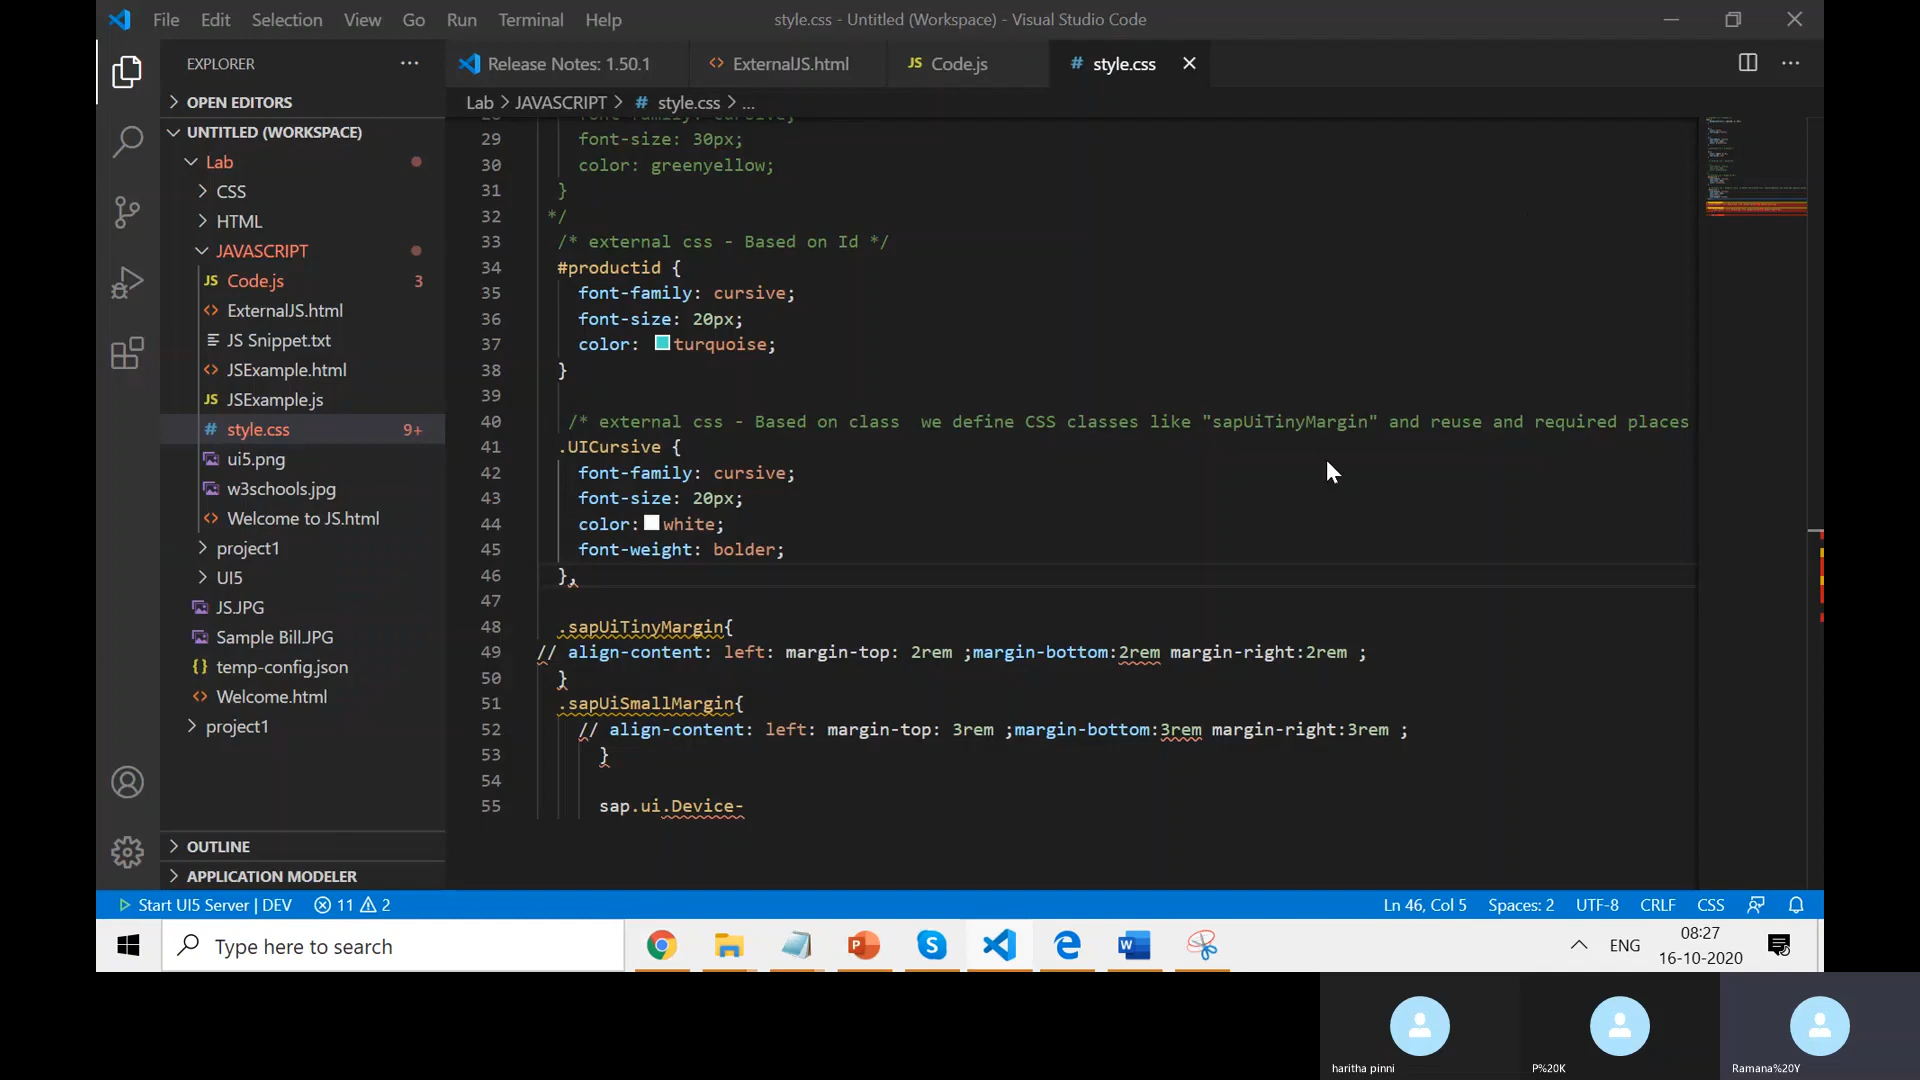 File Edit Selection View Go Run Terminal Help
style.css - Untitled (Workspace) - Visual Studio Code
EXPLORER
Release Notes: 1.50.1
<> ExternalJS.html
JS Code.js
# style.css
OPEN EDITORS
Lab > JAVASCRIPT > # style.css > ...
UNTITLED (WORKSPACE)
Lab
CSS
HTML
JAVASCRIPT
JS Code.js 3
<> ExternalJS.html
JS Snippet.txt
<> JSExample.html
JS JSExample.js
# style.css 9+
ui5.png
w3schools.jpg
<> Welcome to JS.html
project1
UI5
JS.JPG
Sample Bill.JPG
{} temp-config.json
<> Welcome.html
project1
OUTLINE
APPLICATION MODELER
29 font-size: 30px;
30 color: greenyellow;
31 }
32 */
33 /* external css - Based on Id */
34 #productid {
35 font-family: cursive;
36 font-size: 20px;
37 color: turquoise;
38 }
39
40 /* external css - Based on class  we define CSS classes like "sapUiTinyMargin" and reuse and required places
41 .UICursive {
42 font-family: cursive;
43 font-size: 20px;
44 color: white;
45 font-weight: bolder;
46 },
47
48 .sapUiTinyMargin{
49 // align-content: left: margin-top: 2rem ;margin-bottom:2rem margin-right:2rem ;
50 }
51 .sapUiSmallMargin{
52 // align-content: left: margin-top: 3rem ;margin-bottom:3rem margin-right:3rem ;
53 }
54
55 sap.ui.Device-
Start UI5 Server | DEV 11 2
Ln 46, Col 5 Spaces: 2 UTF-8 CRLF CSS
Type here to search
ENG
08:27
16-10-2020
haritha pinni
P%20K
Ramana%20Y